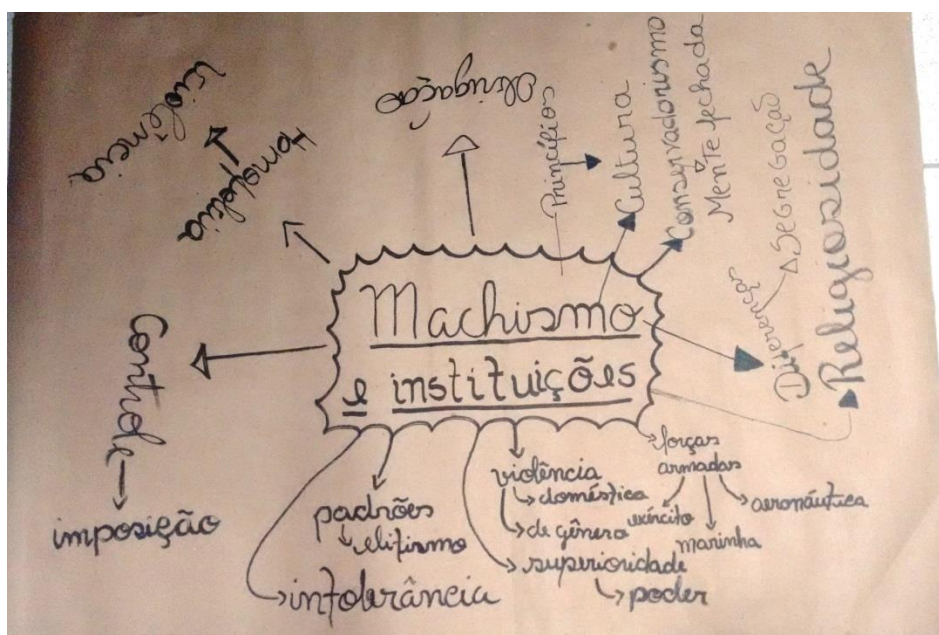 Machismo
e instituições
Obrigação
Princípios
Cultura
Conservadorismo
Mente fechada
Diferenças
Segregação
Religiosidade
forças
armadas
exército
marinha
aeronáutica
violência
doméstica
de gênero
superioridade
poder
padrões
elitismo
intolerância
Controle
imposição
Homofobia
violência